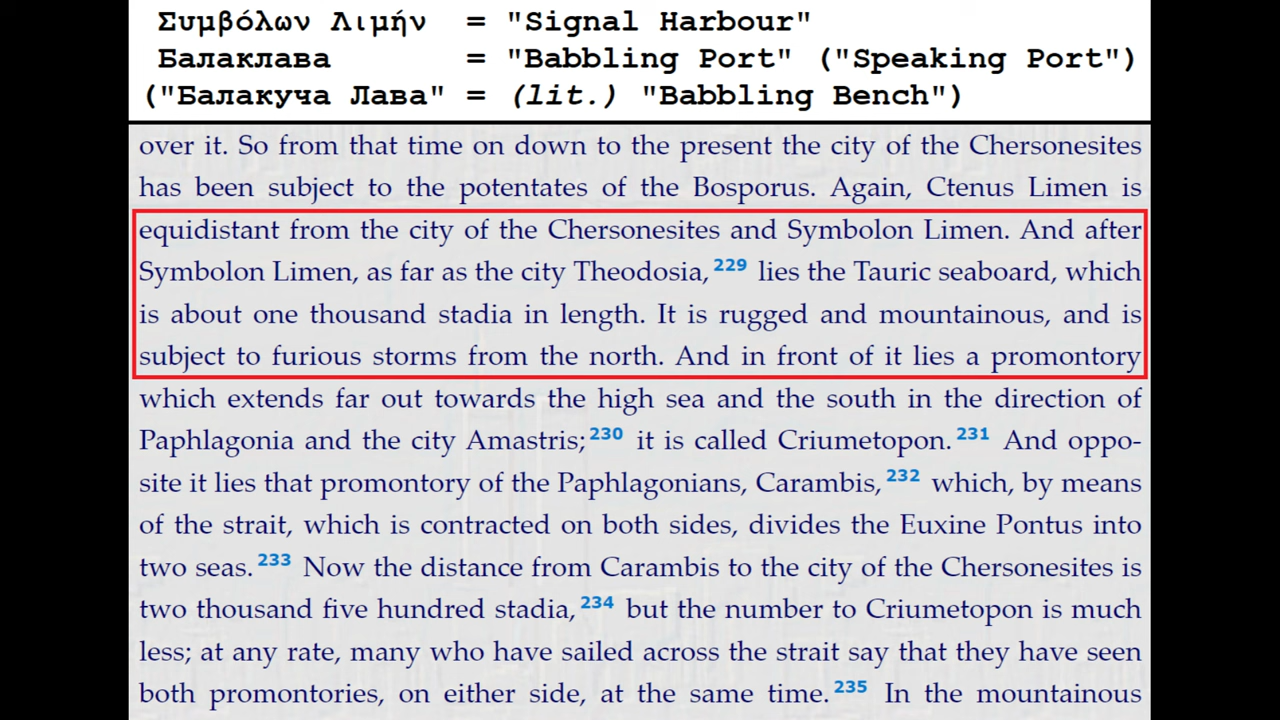 Συμβόλων Λιμήν = "Signal Harbour"
Балаклава = "Babbling Port" ("Speaking Port")
("Балакуча Лава" = (lit.) "Babbling Bench")
over it. So from that time on down to the present the city of the Chersonesites
has been subject to the potentates of the Bosporus. Again, Ctenus Limen is
equidistant from the city of the Chersonesites and Symbolon Limen. And after
Symbolon Limen, as far as the city Theodosia,229 lies the Tauric seaboard, which
is about one thousand stadia in length. It is rugged and mountainous, and is
subject to furious storms from the north. And in front of it lies a promontory
which extends far out towards the high sea and the south in the direction of
Paphlagonia and the city Amastris;230 it is called Criumetopon.231 And oppo-
site it lies that promontory of the Paphlagonians, Carambis,232 which, by means
of the strait, which is contracted on both sides, divides the Euxine Pontus into
two seas.233 Now the distance from Carambis to the city of the Chersonesites is
two thousand five hundred stadia,234 but the number to Criumetopon is much
less; at any rate, many who have sailed across the strait say that they have seen
both promontories, on either side, at the same time.235 In the mountainous